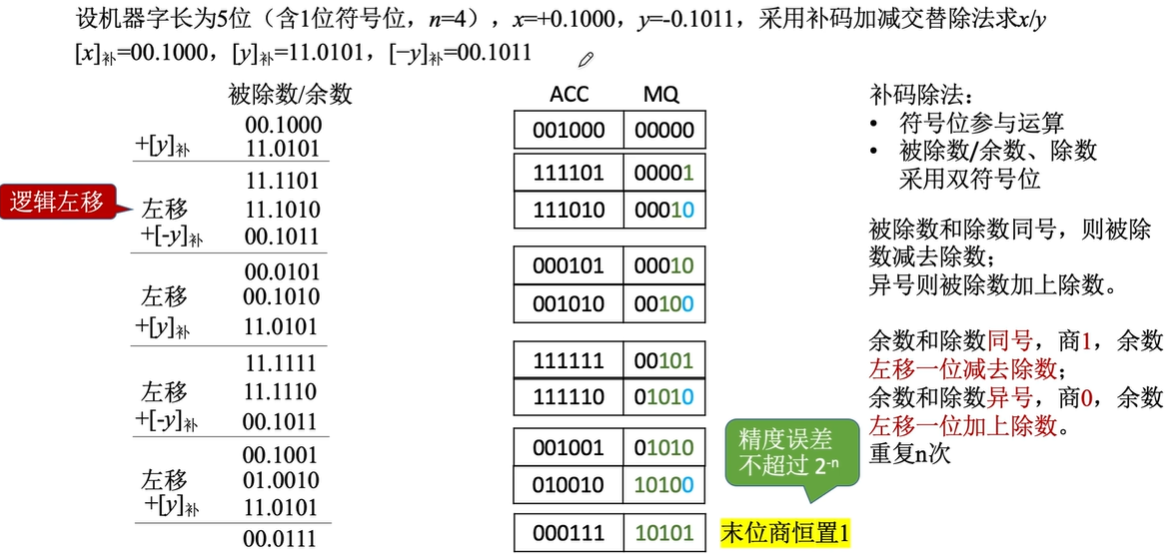 设机器字长为5位（含1位符号位，n=4），x=+0.1000，y=-0.1011，采用补码加减交替除法求x/y
[x]补=00.1000，[y]补=11.0101，[−y]补=00.1011
被除数/余数
00.1000
+[y]补 11.0101
11.1101
逻辑左移
左移 11.1010
+[-y]补 00.1011
00.0101
左移 00.1010
+[y]补 11.0101
11.1111
左移 11.1110
+[-y]补 00.1011
00.1001
左移 01.0010
+[y]补 11.0101
00.0111
ACC MQ
001000 00000
111101 00001
111010 00010
000101 00010
001010 00100
111111 00101
111110 01010
001001 01010
010010 10100
000111 10101
末位商恒置1
精度误差
不超过 2-n
补码除法：
• 符号位参与运算
• 被除数/余数、除数
采用双符号位
被除数和除数同号，则被除
数减去除数；
异号则被除数加上除数。
余数和除数同号，商1，余数
左移一位减去除数；
余数和除数异号，商0，余数
左移一位加上除数。
重复n次